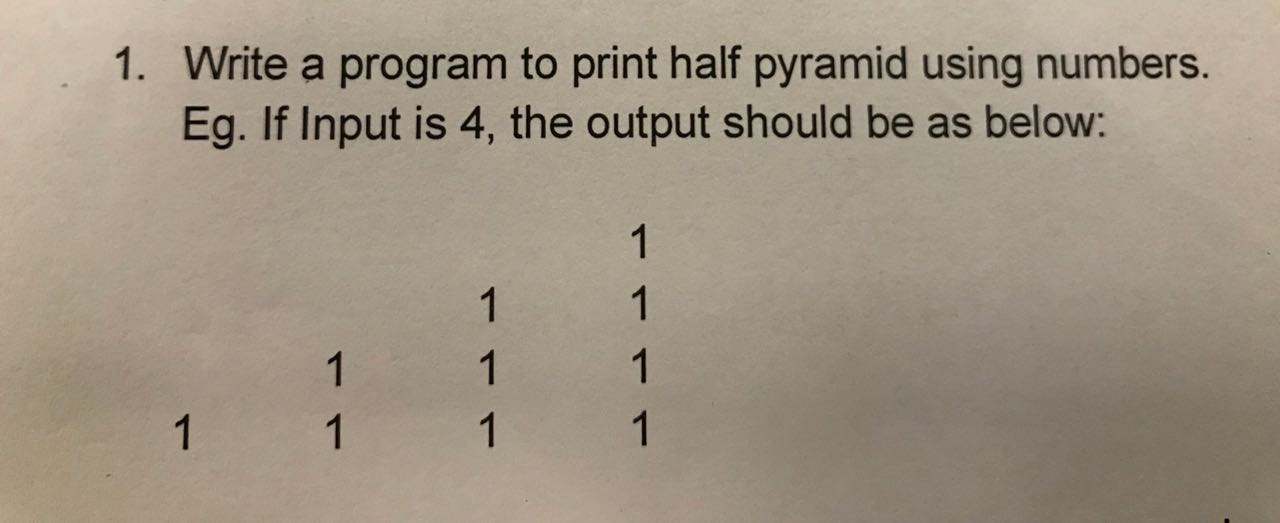 1. Write a program to print half pyramid using numbers.
Eg. If Input is 4, the output should be as below:
1
1 1
1 1 1
1 1 1 1